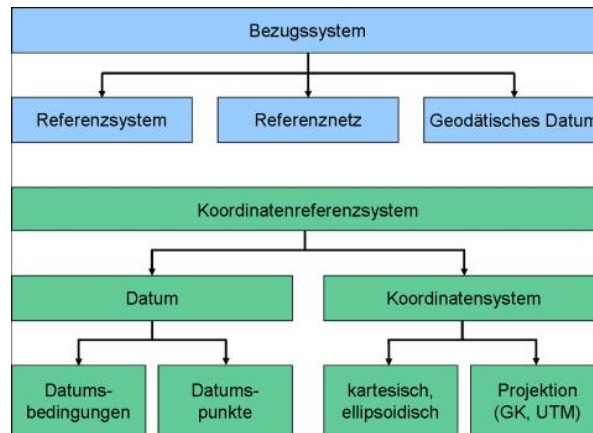 Bezugssystem
Referenzsystem
Referenznetz
Geodätisches Datum
Koordinatenreferenzsystem
Datum
Koordinatensystem
Datums-
bedingungen
Datums-
punkte
kartesisch,
ellipsoidisch
Projektion
(GK, UTM)